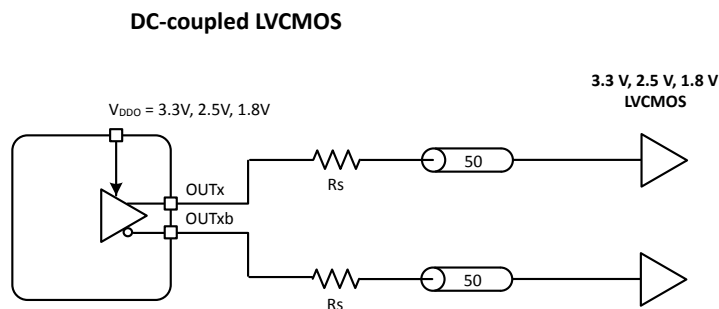 DC-coupled LVCMOS
3.3 V, 2.5 V, 1.8 V
LVCMOS
VDDO = 3.3V, 2.5V, 1.8V
OUTx
Rs
50
OUTxb
Rs
50